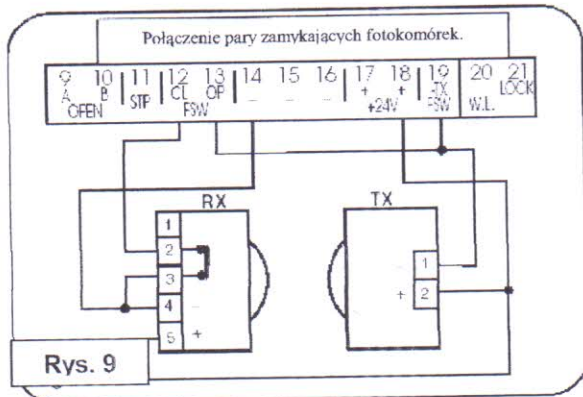 Połączenie pary zamykających fotokomórek.
9 10 11 12 13 14 15 16 17 18 19 20 21
A B STP CL OP _ _ _ + + -TX W.L. LOCK
OPEN FSW +24V FSW
RX TX
1
2
3
4 _
5 +
_ 1
+ 2
Rys. 9